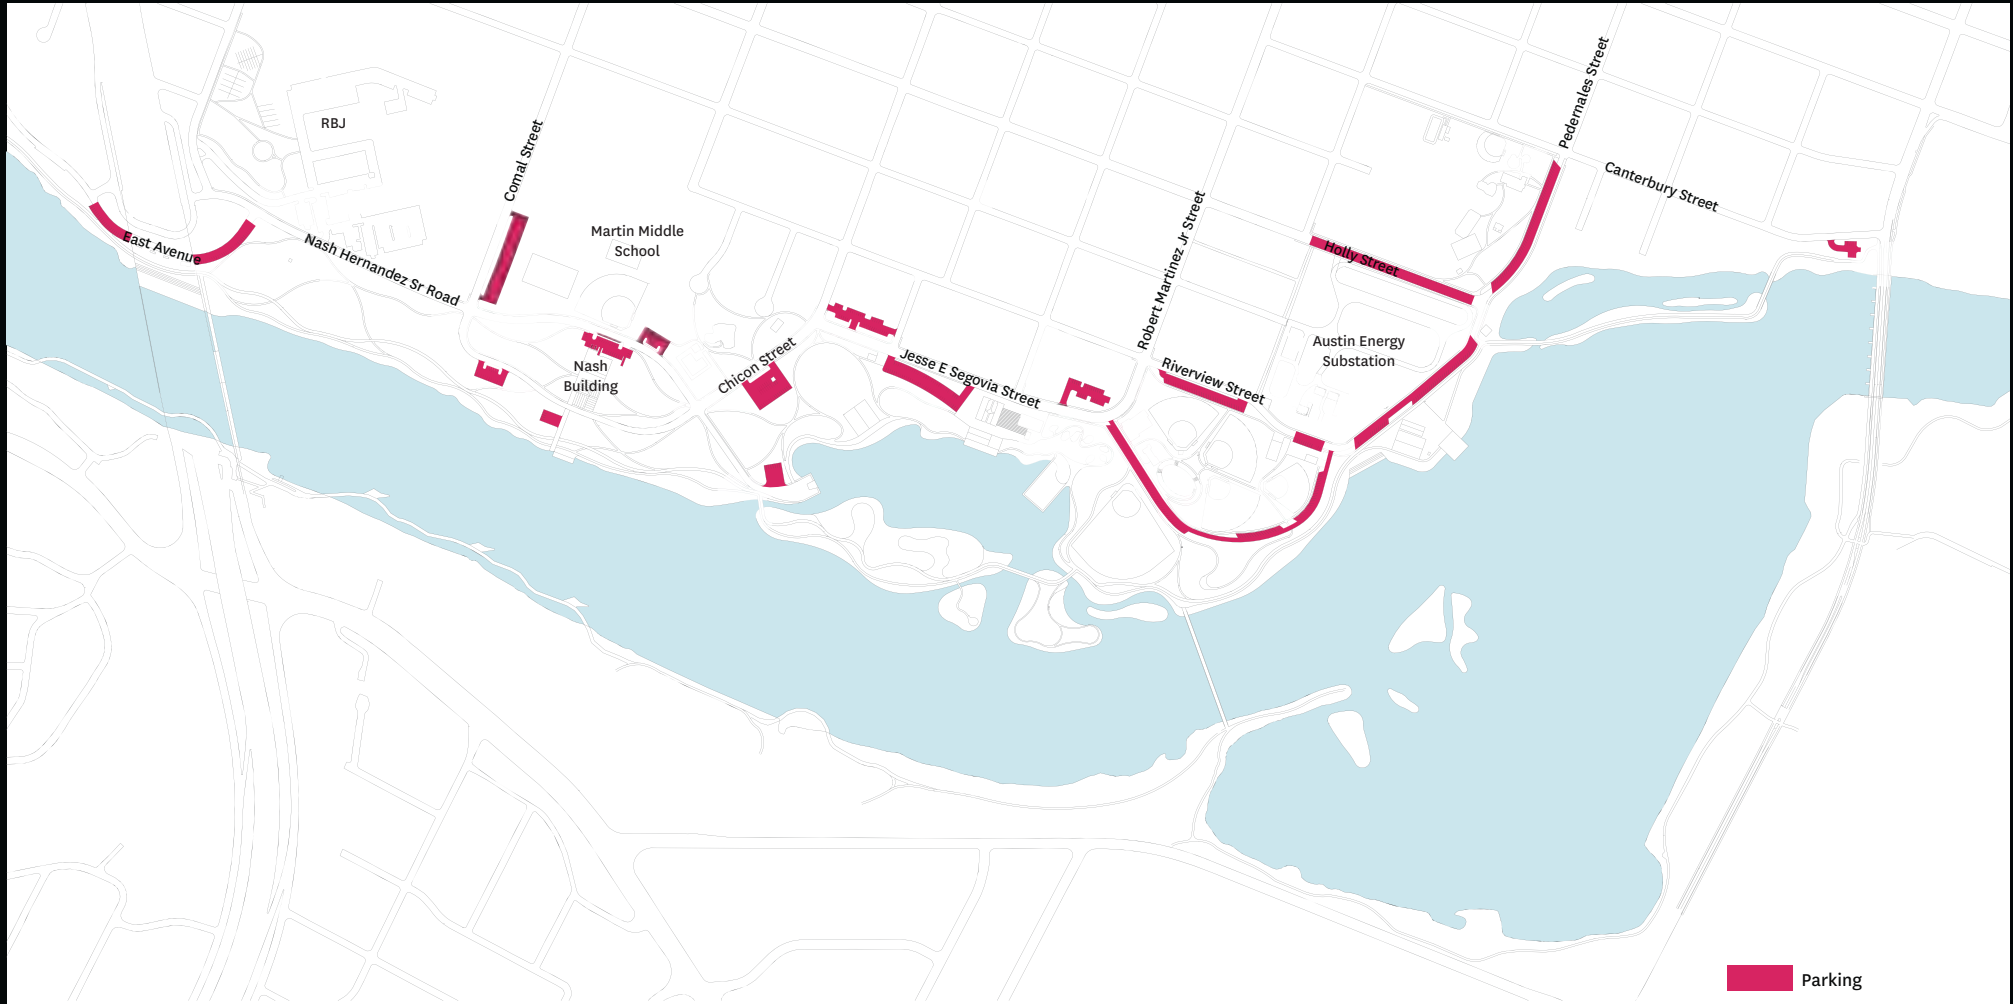 Pedernales Street
RBJ
Comal Street
Canterbury Street
Martin Middle
School
East Avenue
Nash Hernandez Sr Road
Robert Martinez Jr Street
Holly Street
Austin Energy
Substation
Nash
Building
Chicon Street
Jesse E Segovia Street
Riverview Street
Parking